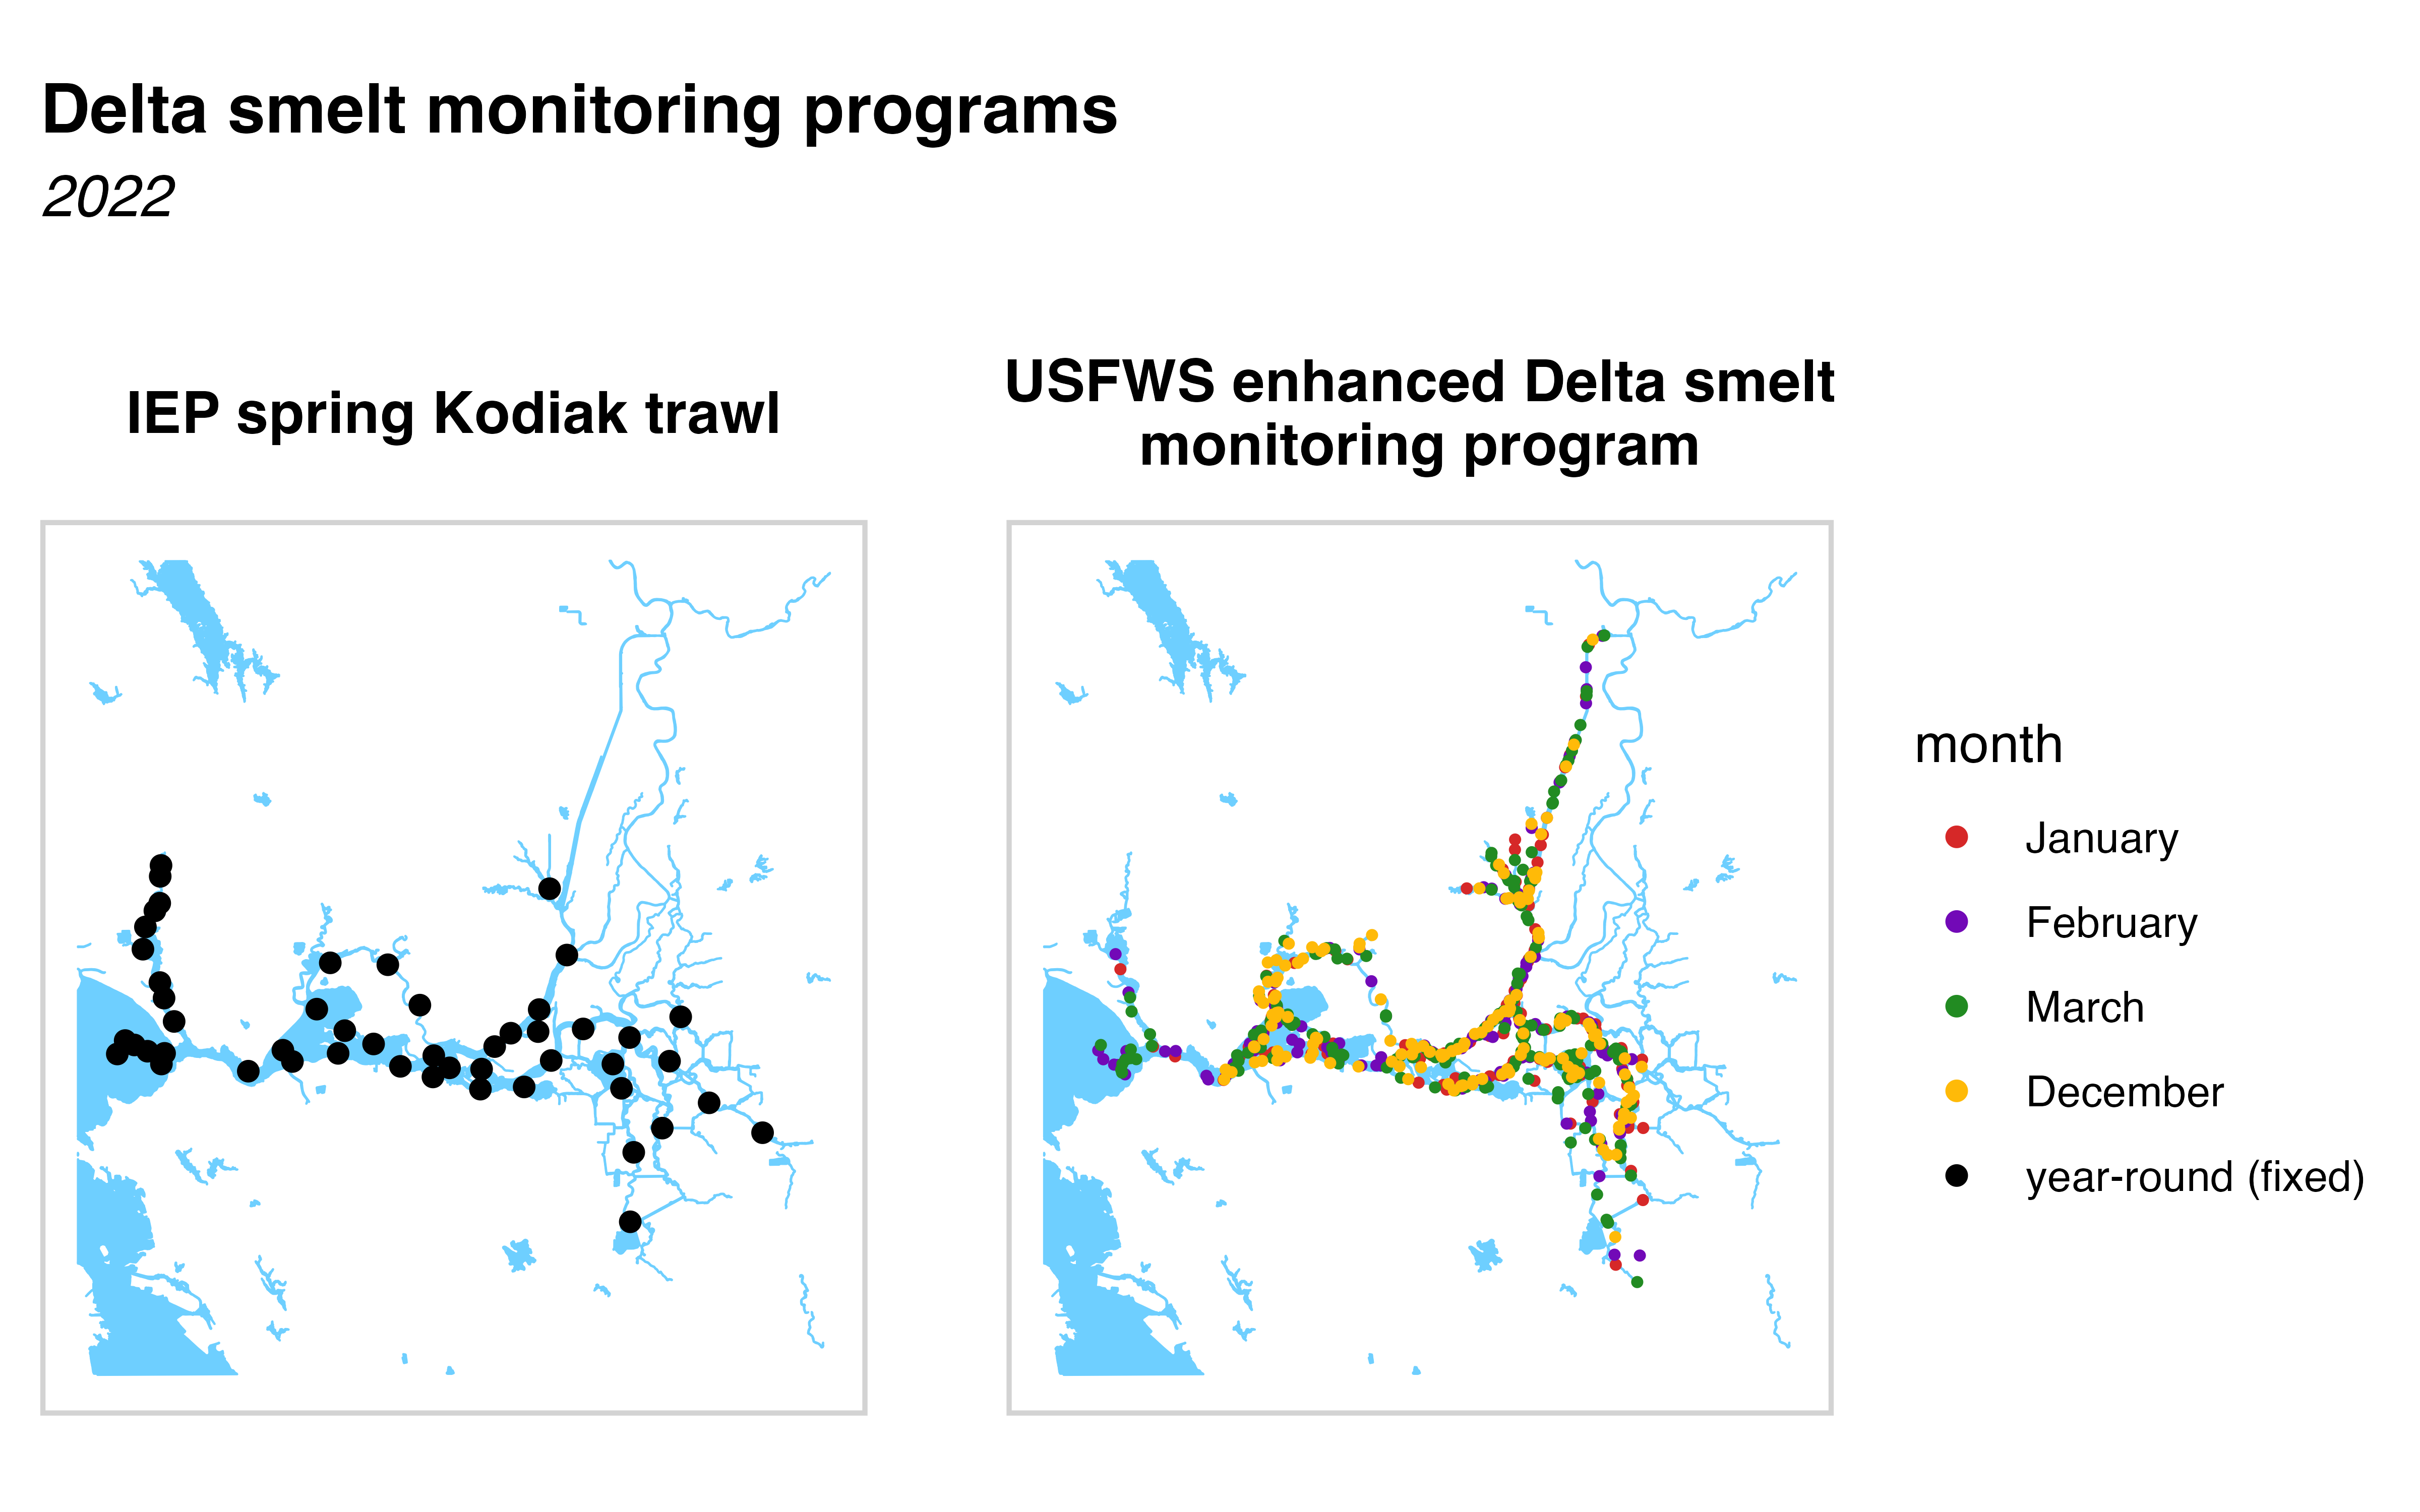 Delta smelt monitoring programs
2022
IEP spring Kodiak trawl
USFWS enhanced Delta smelt
monitoring program
month
January
February
March
December
year-round (fixed)